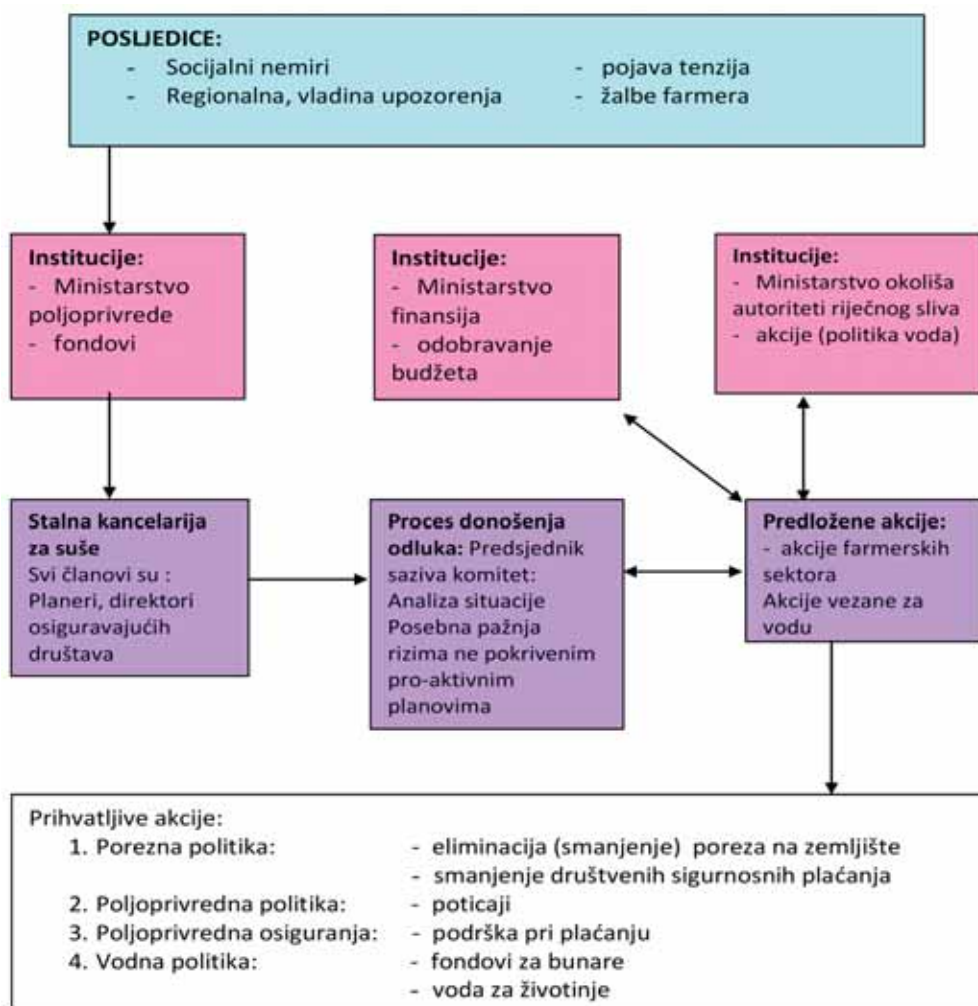 POSLJEDICE:
- Socijalni nemiri - pojava tenzija
- Regionalna, vladina upozorenja - žalbe farmera
Institucije:
- Ministarstvo
poljoprivrede
- fondovi
Institucije:
- Ministarstvo
finansija
- odobravanje
budžeta
Institucije:
- Ministarstvo okoliša
autoriteti riječnog sliva
- akcije (politika voda)
Stalna kancelarija
za suše
Svi članovi su :
Planeri, direktori
osiguravajućih
društava
Proces donošenja
odluka: Predsjednik
saziva komitet:
Analiza situacije
Posebna pažnja
rizima ne pokrivenim
pro-aktivnim
planovima
Predložene akcije:
- akcije farmerskih
sektora
Akcije vezane za
vodu
Prihvatljive akcije:
1. Porezna politika: - eliminacija (smanjenje) poreza na zemljište
- smanjenje društvenih sigurnosnih plaćanja
2. Poljoprivredna politika: - poticaji
3. Poljoprivredna osiguranja: - podrška pri plaćanju
4. Vodna politika: - fondovi za bunare
- voda za životinje